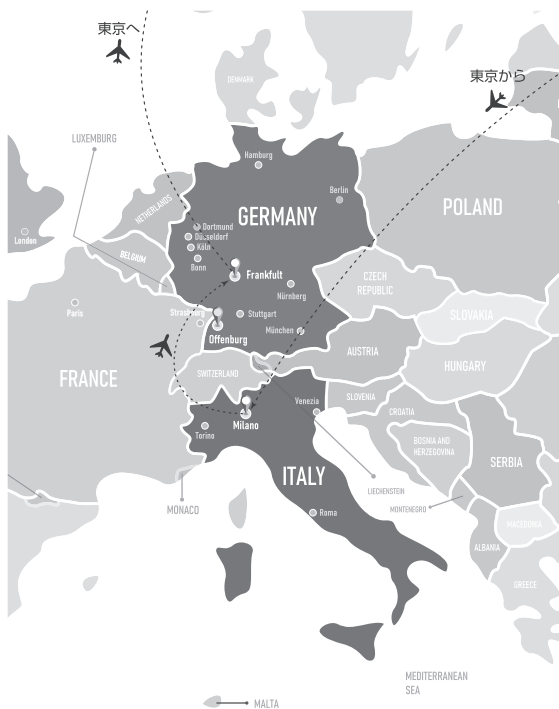 東京へ
東京から
DENMARK
LUXEMBURG
Hamburg
Berlin
NETHERLANDS
GERMANY
POLAND
London
Dortmund
Düsseldorf
Köln
BELGIUM
Bonn
Frankfult
CZECH
REPUBLIC
Nürnberg
Paris
Strasburg
Stuttgart
SLOVAKIA
Offenburg
München
AUSTRIA
FRANCE
SWITZERLAND
HUNGARY
SLOVENIA
Venezia
CROATIA
Milano
Torino
BOSNIA AND
HERZEGOVINA
SERBIA
ITALY
LIECHTENSTEIN
MONACO
MONTENEGRO
Roma
MACEDONIA
ALBANIA
GREECE
MEDITERRANEAN
SEA
MALTA